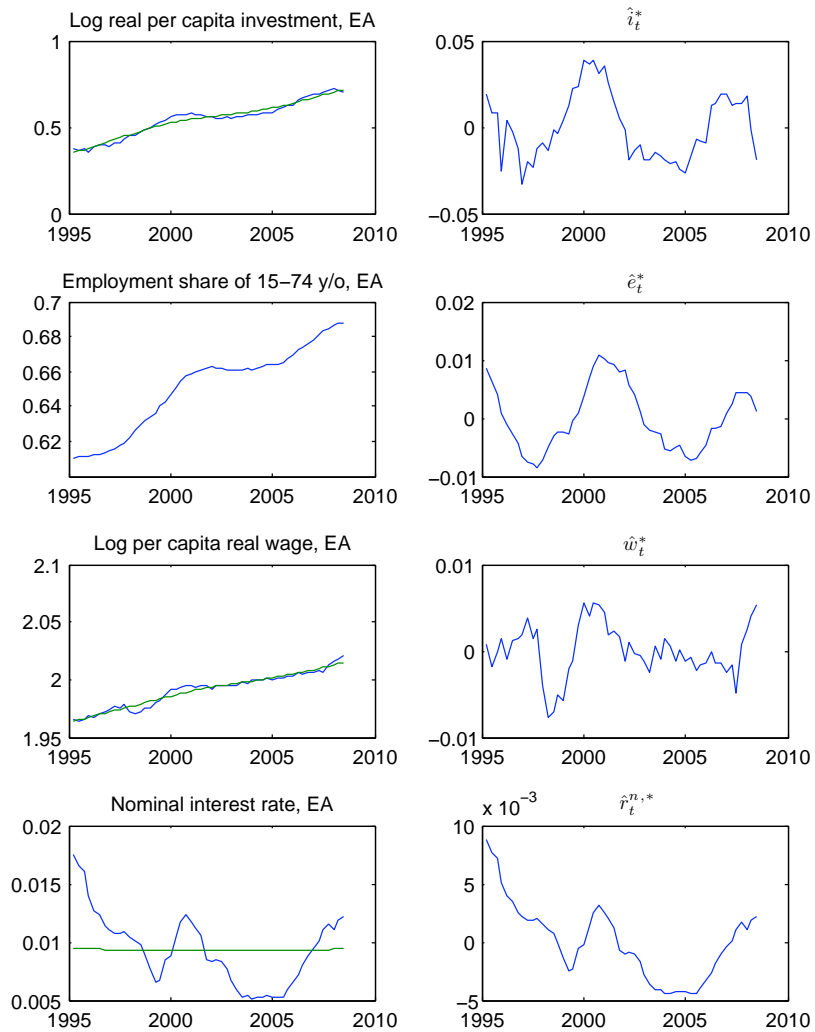 Log real per capita investment, EA
1
0.5
0
1995 2000 2005 2010
î*t
0.05
0
−0.05
1995 2000 2005 2010
Employment share of 15−74 y/o, EA
0.7
0.68
0.66
0.64
0.62
1995 2000 2005 2010
ê*t
0.02
0.01
0
−0.01
1995 2000 2005 2010
Log per capita real wage, EA
2.1
2.05
2
1.95
1995 2000 2005 2010
ŵ*t
0.01
0
−0.01
1995 2000 2005 2010
Nominal interest rate, EA
0.02
0.015
0.01
0.005
1995 2000 2005 2010
r̂n,*t
x 10−3
10
5
0
−5
1995 2000 2005 2010